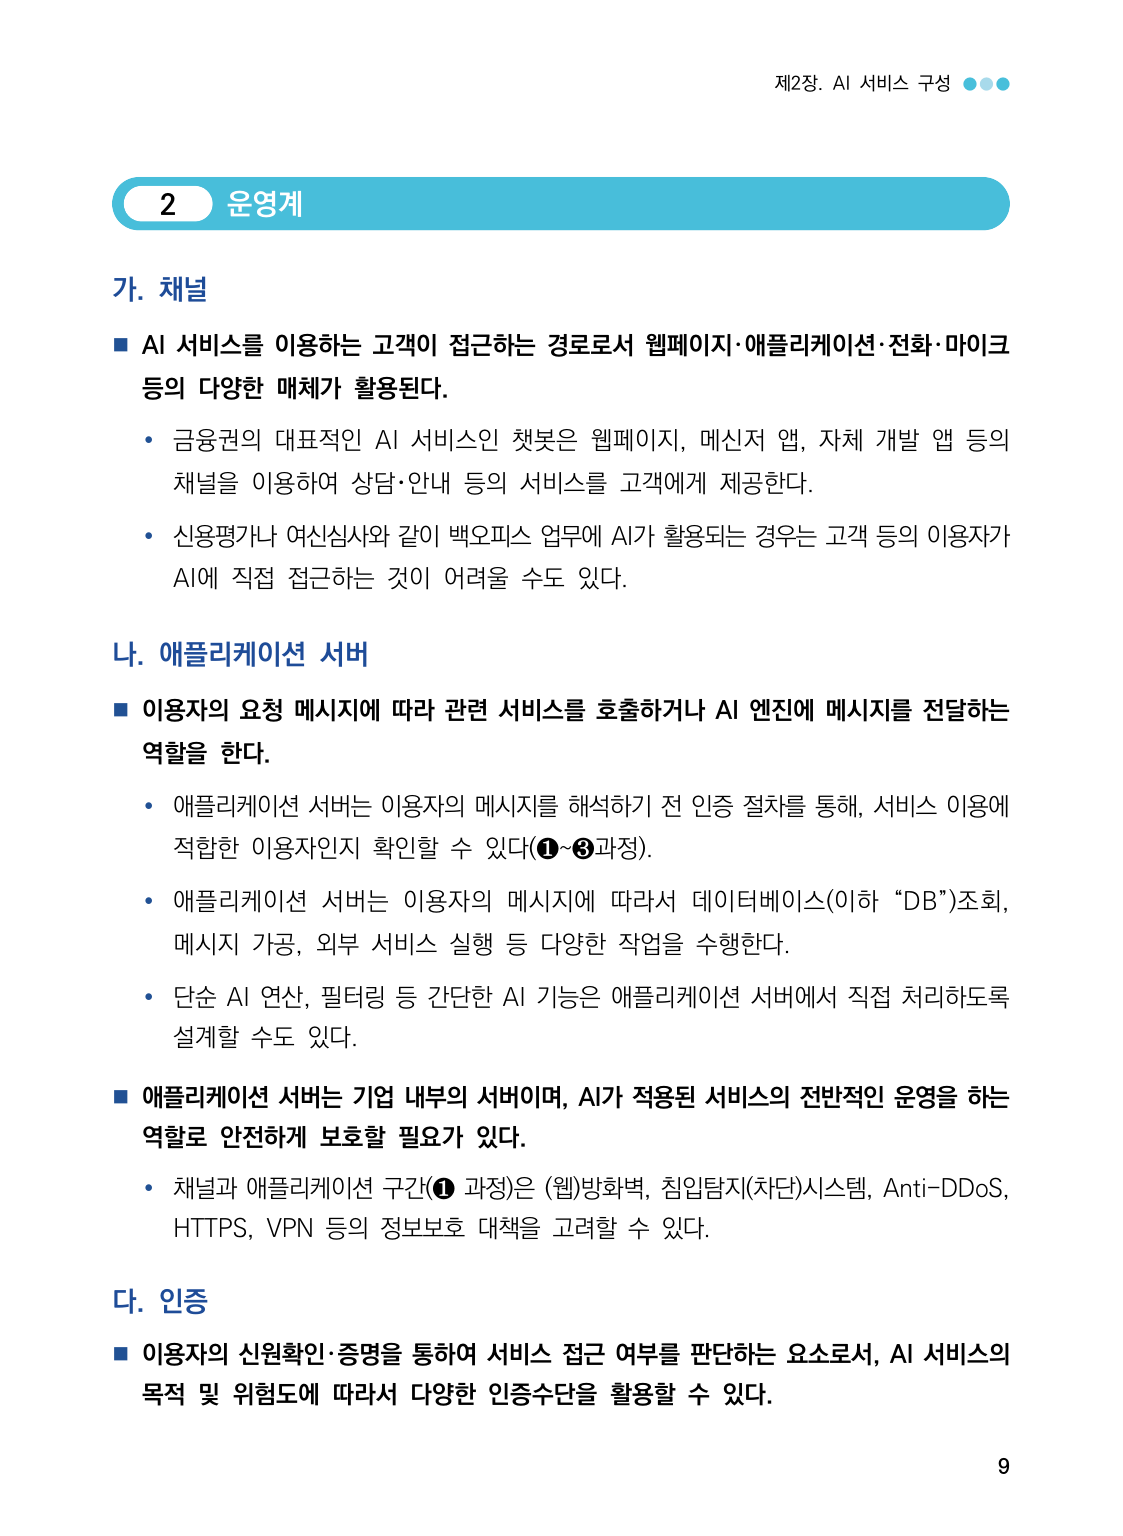 제2장. AI 서비스 구성
2 운영계
가. 채널
■ AI 서비스를 이용하는 고객이 접근하는 경로로서 웹페이지·애플리케이션·전화·마이크
등의 다양한 매체가 활용된다.
• 금융권의 대표적인 AI 서비스인 챗봇은 웹페이지, 메신저 앱, 자체 개발 앱 등의
채널을 이용하여 상담·안내 등의 서비스를 고객에게 제공한다.
• 신용평가나 여신심사와 같이 백오피스 업무에 AI가 활용되는 경우는 고객 등의 이용자가
AI에 직접 접근하는 것이 어려울 수도 있다.
나. 애플리케이션 서버
■ 이용자의 요청 메시지에 따라 관련 서비스를 호출하거나 AI 엔진에 메시지를 전달하는
역할을 한다.
• 애플리케이션 서버는 이용자의 메시지를 해석하기 전 인증 절차를 통해, 서비스 이용에
적합한 이용자인지 확인할 수 있다(❶~❸과정).
• 애플리케이션 서버는 이용자의 메시지에 따라서 데이터베이스(이하 “DB”)조회,
메시지 가공, 외부 서비스 실행 등 다양한 작업을 수행한다.
• 단순 AI 연산, 필터링 등 간단한 AI 기능은 애플리케이션 서버에서 직접 처리하도록
설계할 수도 있다.
■ 애플리케이션 서버는 기업 내부의 서버이며, AI가 적용된 서비스의 전반적인 운영을 하는
역할로 안전하게 보호할 필요가 있다.
• 채널과 애플리케이션 구간(❶ 과정)은 (웹)방화벽, 침입탐지(차단)시스템, Anti-DDoS,
HTTPS, VPN 등의 정보보호 대책을 고려할 수 있다.
다. 인증
■ 이용자의 신원확인·증명을 통하여 서비스 접근 여부를 판단하는 요소로서, AI 서비스의
목적 및 위험도에 따라서 다양한 인증수단을 활용할 수 있다.
9